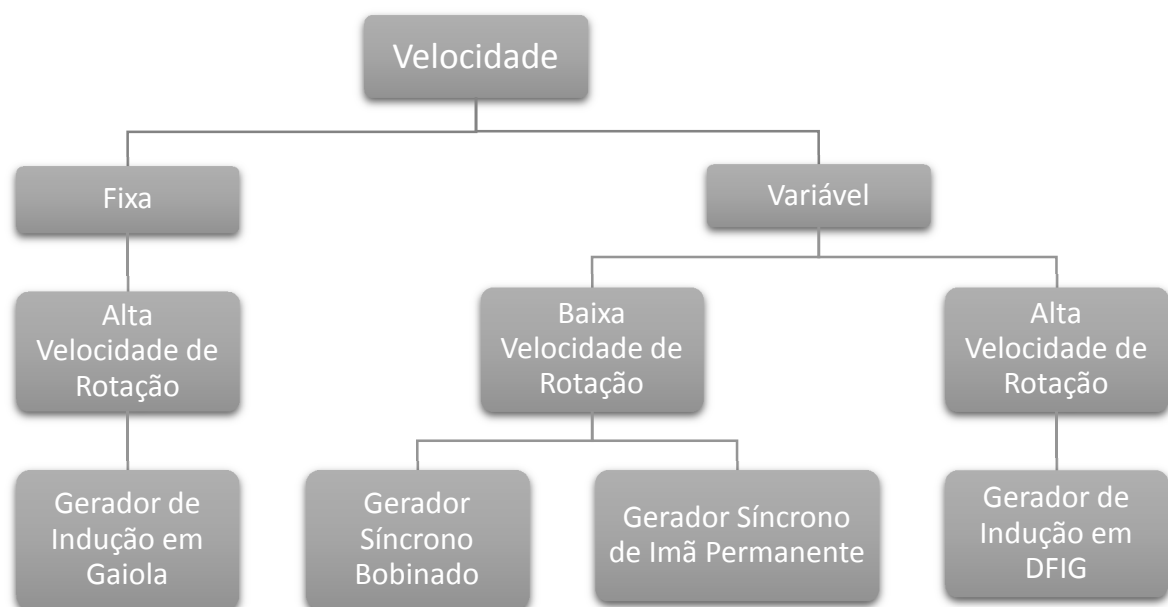 Velocidade
Fixa
Variável
Alta
Velocidade de
Rotação
Baixa
Velocidade de
Rotação
Alta
Velocidade de
Rotação
Gerador de
Indução em
Gaiola
Gerador
Síncrono
Bobinado
Gerador Síncrono
de Imã Permanente
Gerador de
Indução em
DFIG